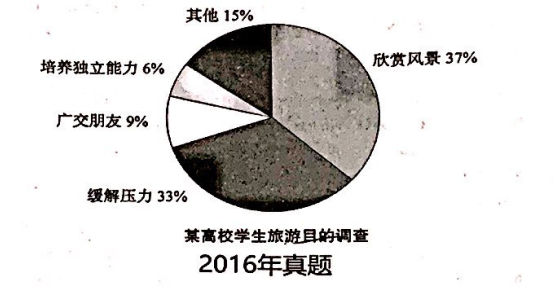 其他 15%
欣赏风景 37%
培养独立能力 6%
广交朋友 9%
缓解压力 33%
某高校学生旅游目的调查
2016年真题